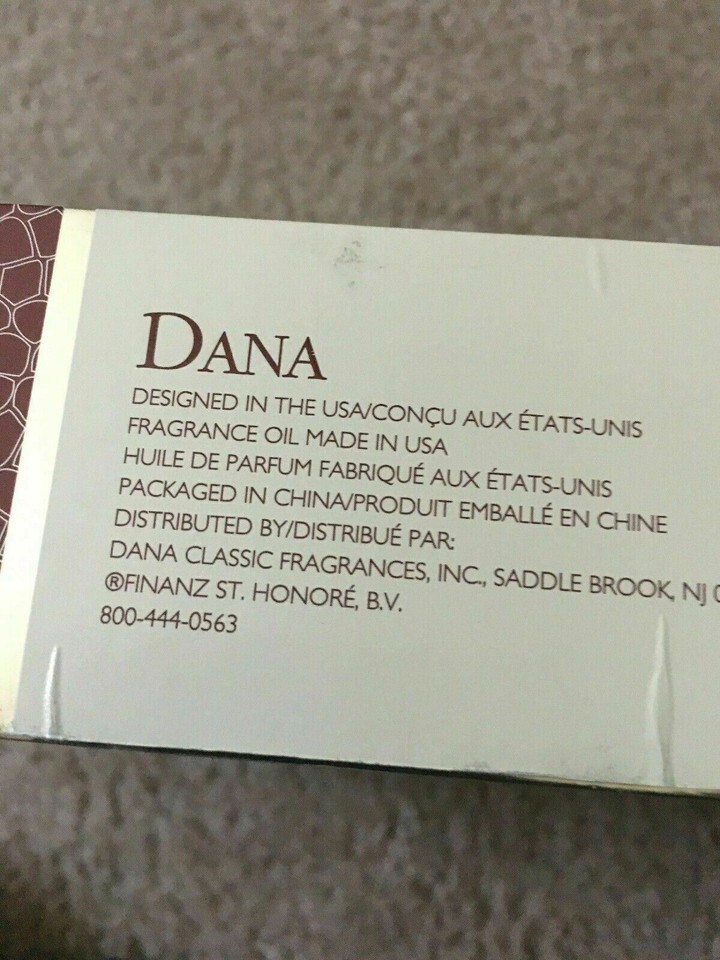 DANA
DESIGNED IN THE USA/CONÇU AUX ÉTATS-UNIS
FRAGRANCE OIL MADE IN USA
HUILE DE PARFUM FABRIQUÉ AUX ÉTATS-UNIS
PACKAGED IN CHINA/PRODUIT EMBALLÉ EN CHINE
DISTRIBUTED BY/DISTRIBUÉ PAR:
DANA CLASSIC FRAGRANCES, INC., SADDLE BROOK, NJ
®FINANZ ST. HONORÉ, B.V.
800-444-0563